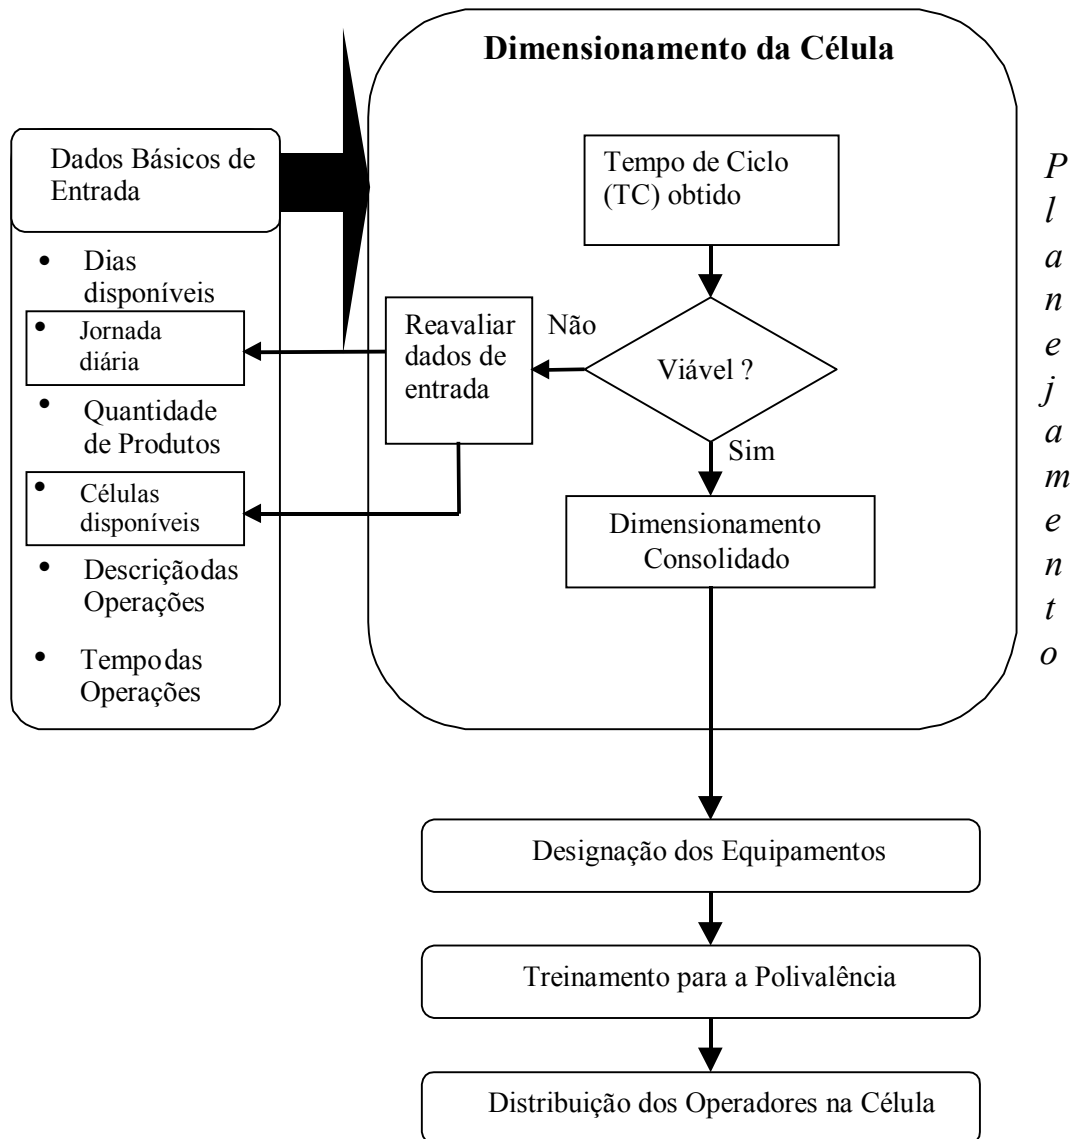 Dimensionamento da Célula
Dados Básicos de
Entrada
• Dias
disponíveis
• Jornada
diária
• Quantidade
de Produtos
• Células
disponíveis
• Descrição das
Operações
• Tempo das
Operações
Tempo de Ciclo
(TC) obtido
Viável ?
Não
Reavaliar
dados de
entrada
Sim
Dimensionamento
Consolidado
Planejamento
Designação dos Equipamentos
Treinamento para a Polivalência
Distribuição dos Operadores na Célula